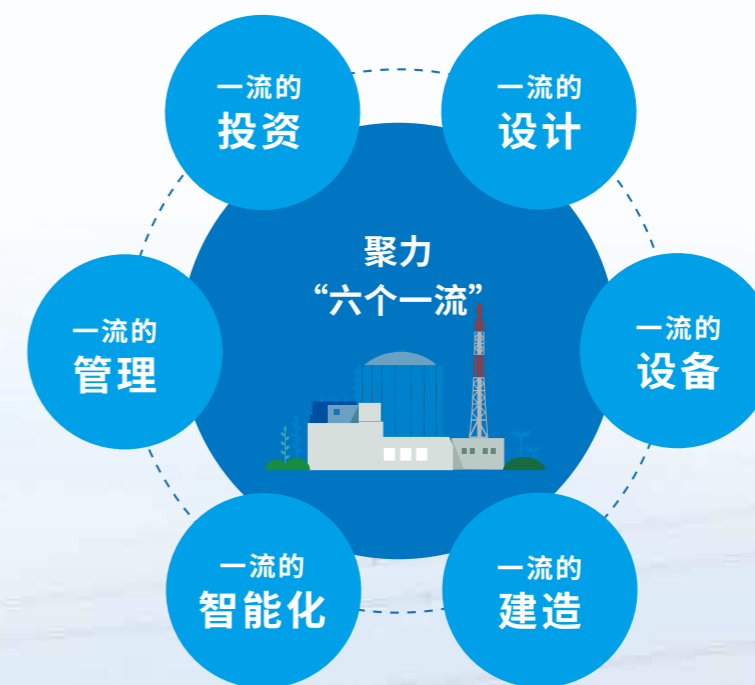 一流的
投资
一流的
设计
聚力
“六个一流”
一流的
管理
一流的
设备
一流的
智能化
一流的
建造